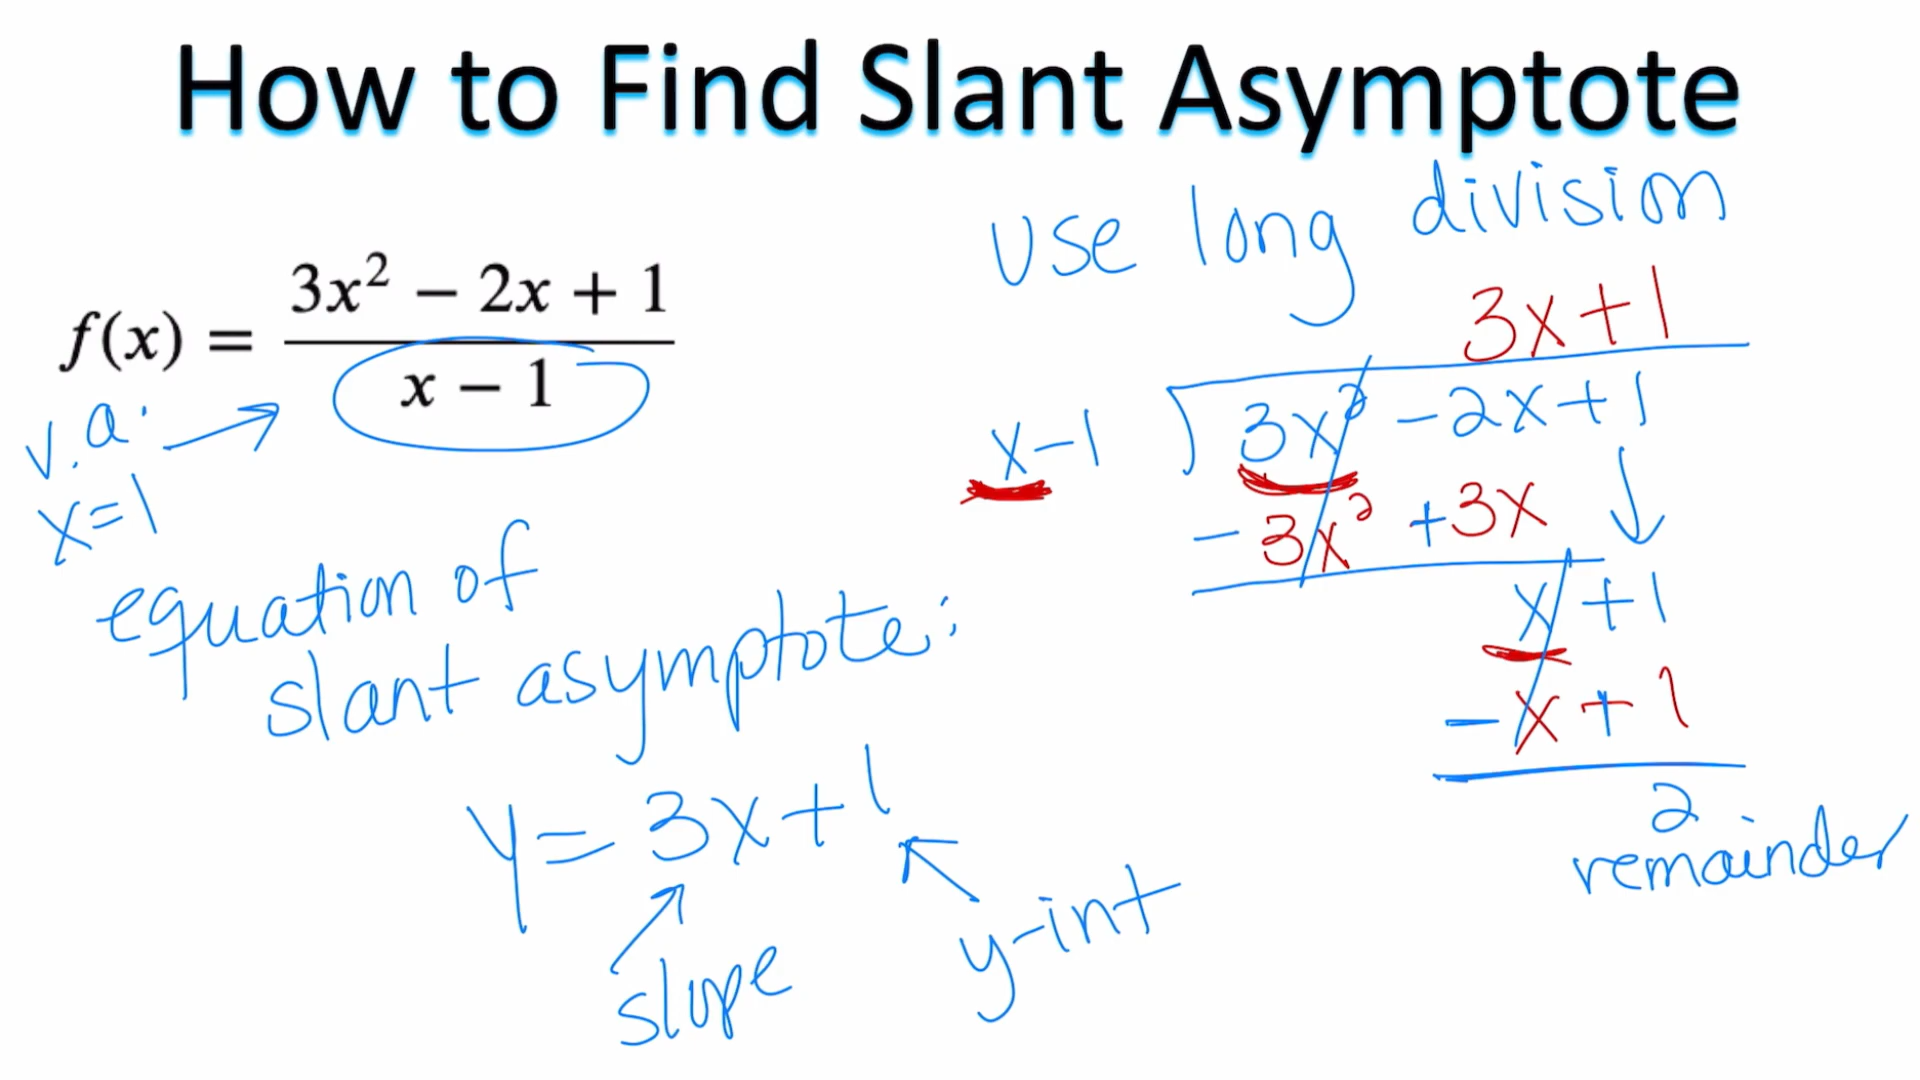 How to Find Slant Asymptote
use long division
f(x) = (3x² − 2x + 1)/(x − 1)
v.a. →
x=1
3x+1
x-1 ) 3x² -2x+1
- 3x² +3x ↓
x +1
- x + 1
2
remainder
equation of
slant asymptote:
y = 3x+1
slope
y-int